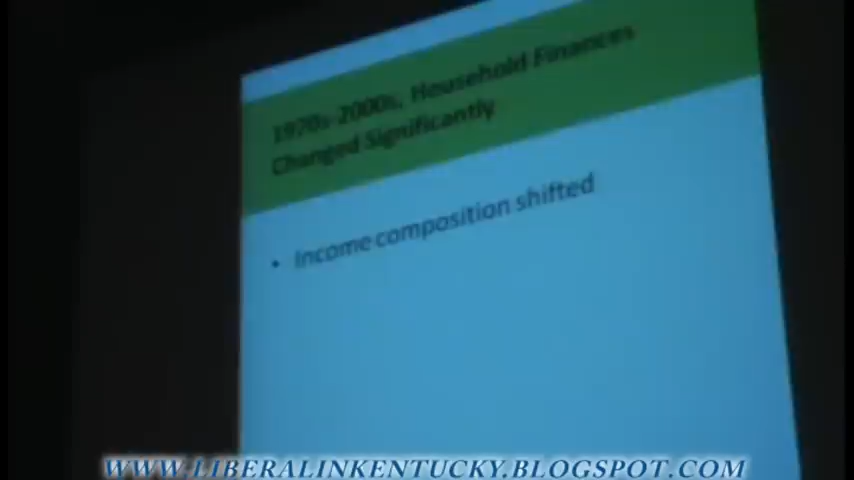 1970s-2000s, Household Finances
Changed Significantly
• Income composition shifted
WWW.LIBERALINKENTUCKY.BLOGSPOT.COM